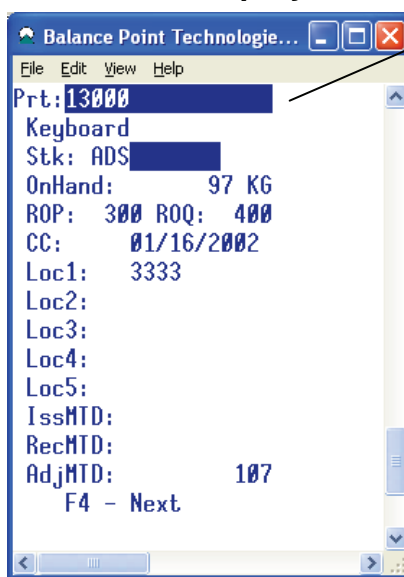 Balance Point Technologie...
File Edit View Help
Prt: 13000
Keyboard
Stk: ADS
OnHand: 97 KG
ROP: 300 ROQ: 400
CC: 01/16/2002
Loc1: 3333
Loc2:
Loc3:
Loc4:
Loc5:
IssMTD:
RecMTD:
AdjMTD: 107
F4 - Next